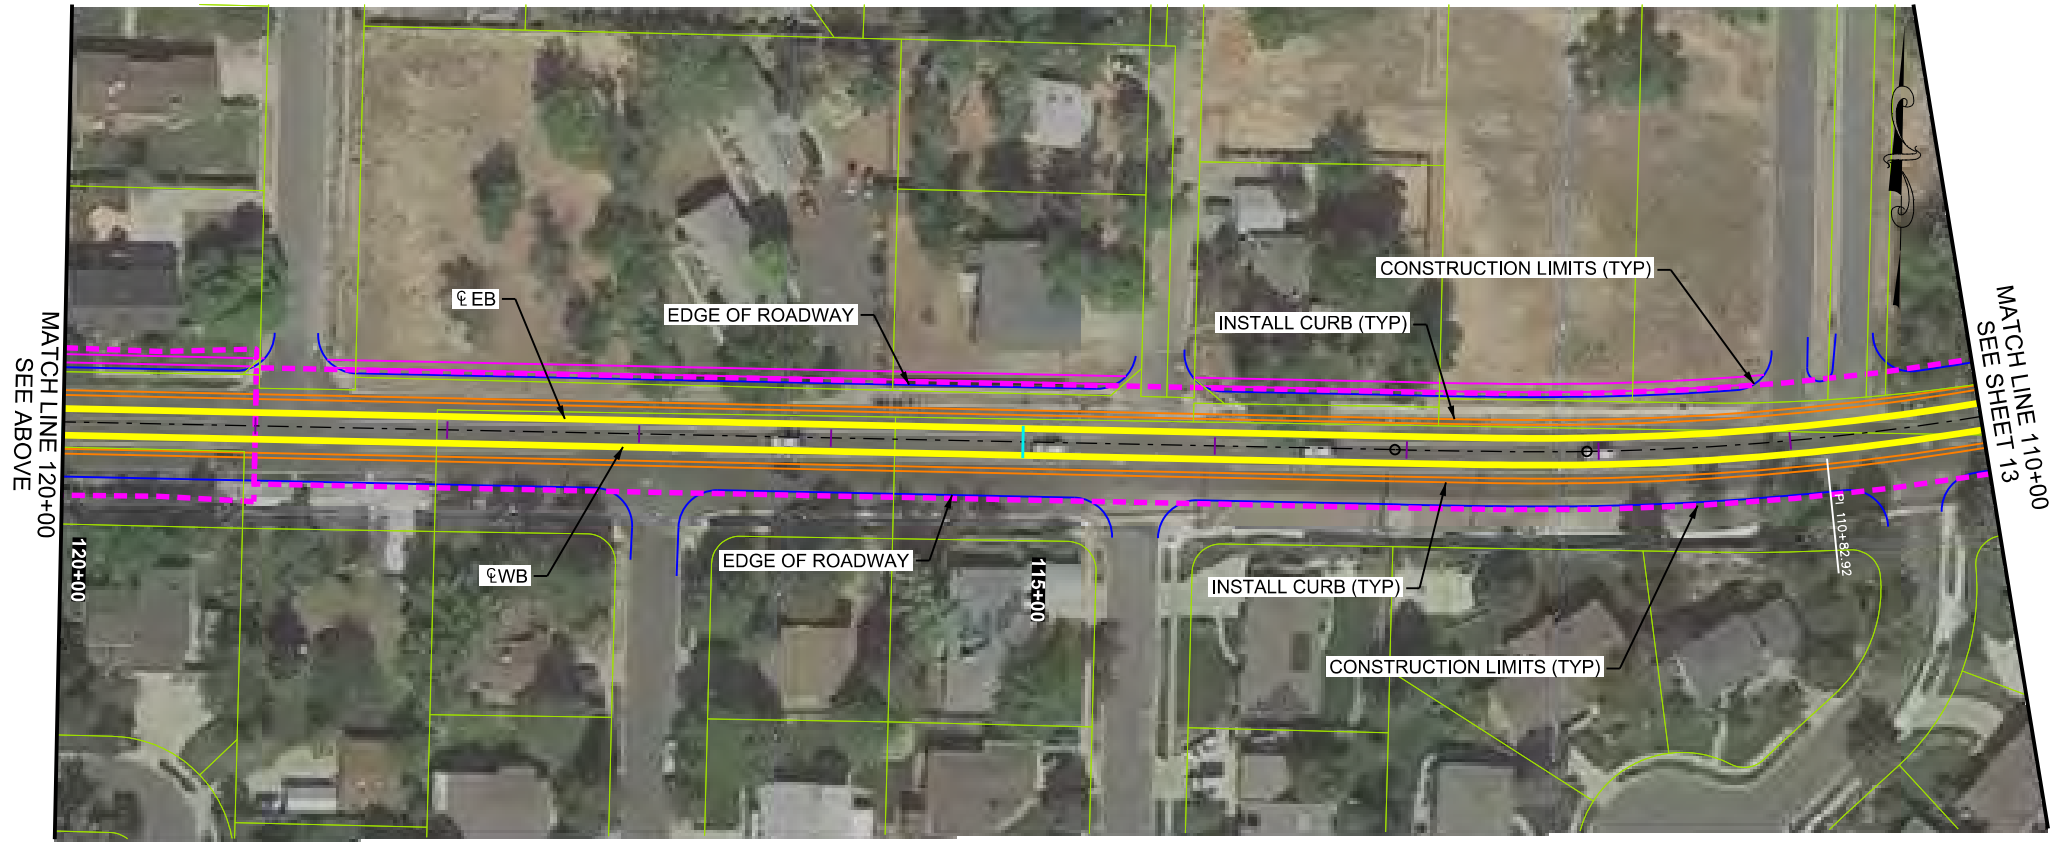 CONSTRUCTION LIMITS (TYP)
℄ EB
EDGE OF ROADWAY
INSTALL CURB (TYP)
MATCH LINE 120+00
SEE ABOVE
MATCH LINE 110+00
SEE SHEET 13
PI 110+82.92
120+00
115+00
EDGE OF ROADWAY
℄ WB
INSTALL CURB (TYP)
CONSTRUCTION LIMITS (TYP)